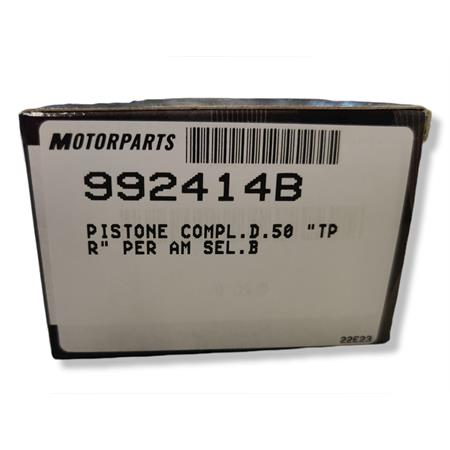 MOTORPARTS
992414B
PISTONE COMPL.D.50 "TP
R" PER AM SEL.B
22E23